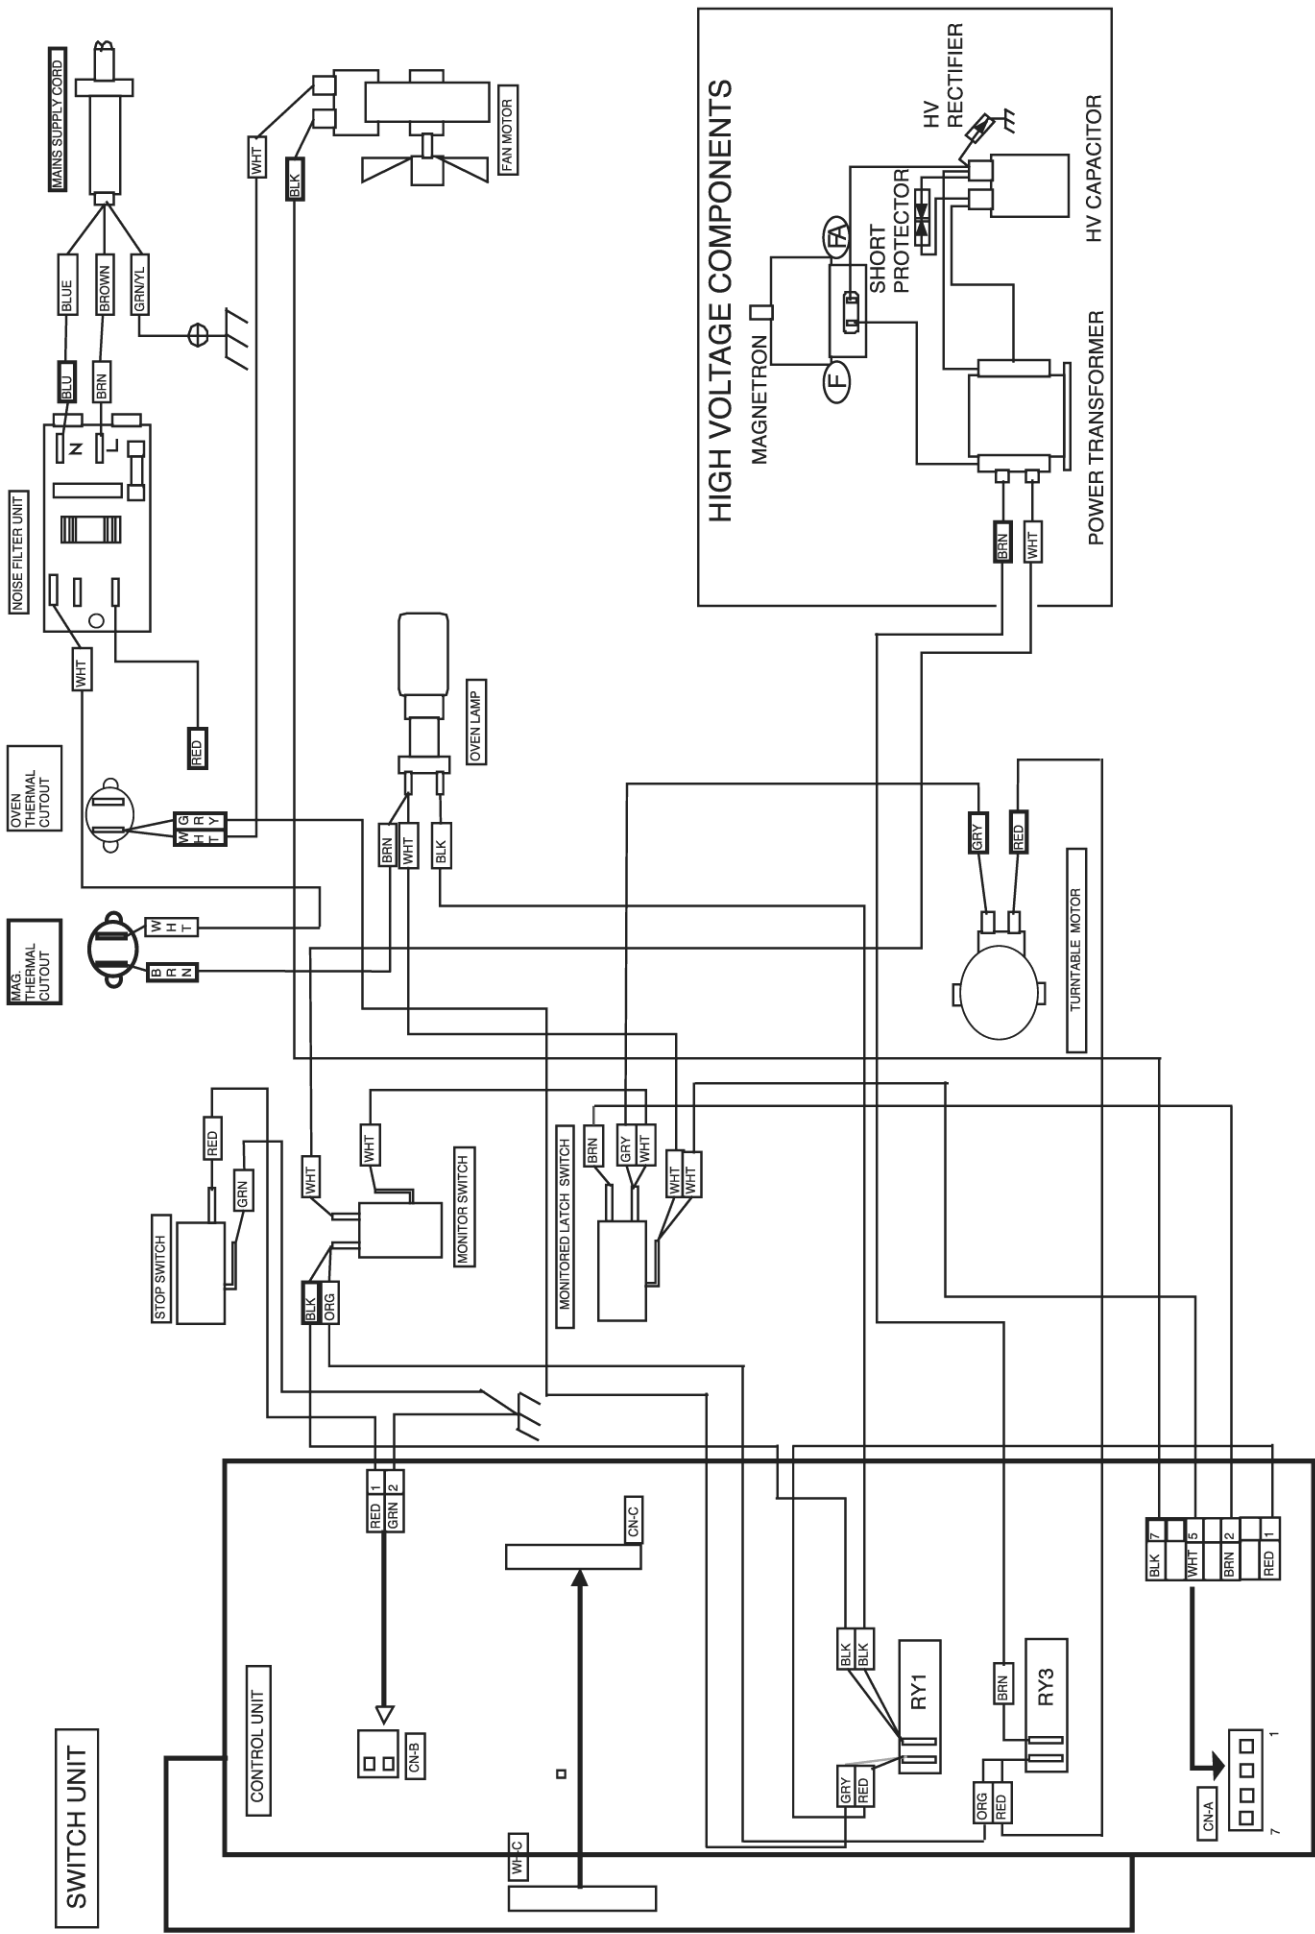 SWITCH UNIT
CONTROL UNIT
CN-B
WH-C
CN-C
RED 1
GRN 2
GRY
RED
BLK
BLK
RY1
ORG
RED
BRN
RY3
CN-A
7
1
BLK 7
WHT 5
BRN 2
RED 1
STOP SWITCH
RED
GRN
MONITOR SWITCH
BLK
ORG
WHT
WHT
MONITORED LATCH SWITCH
BRN
GRY
WHT
WHT
WHT
TURNTABLE MOTOR
GRY
RED
MAG.
THERMAL
CUTOUT
BRN
WHT
OVEN
THERMAL
CUTOUT
WHT
GRY
OVEN LAMP
BRN
WHT
BLK
RED
WHT
NOISE FILTER UNIT
N
L
BLU
BRN
BLUE
BROWN
GRN/YL
MAINS SUPPLY CORD
WHT
BLK
FAN MOTOR
HIGH VOLTAGE COMPONENTS
MAGNETRON
F
FA
SHORT
PROTECTOR
HV
RECTIFIER
HV CAPACITOR
POWER TRANSFORMER
BRN
WHT